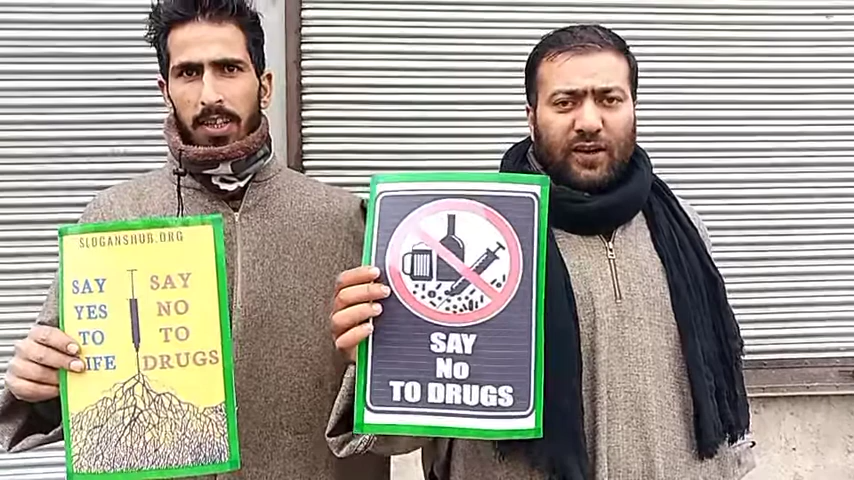 SLOGANSHUB.ORG
SAY
YES
TO
LIFE
SAY
NO
TO
DRUGS
SAY
NO
TO DRUGS